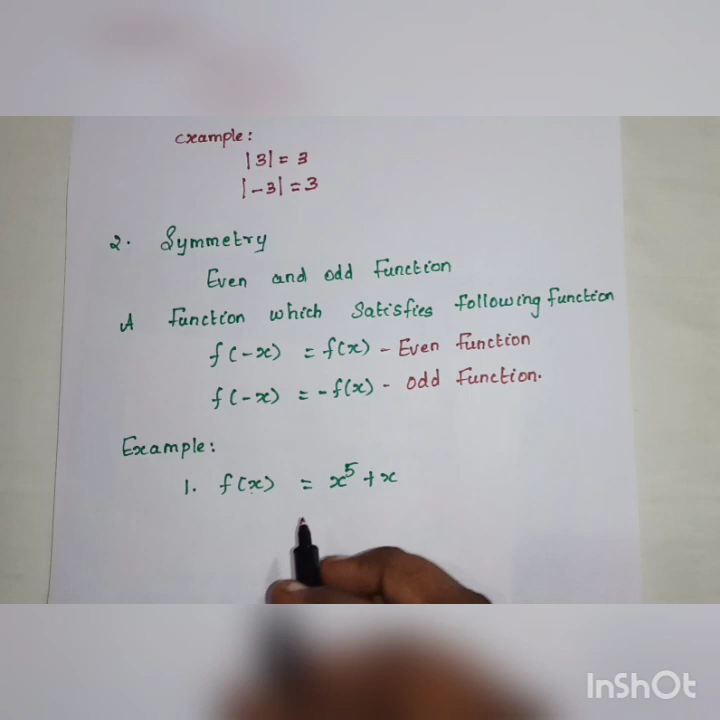 example:
|3| = 3
|-3| = 3
2. Symmetry
Even and odd function
A function which satisfies following function
f(-x) = f(x) - Even function
f(-x) = -f(x) - odd function.
Example:
1. f(x) = x⁵ + x
InShOt